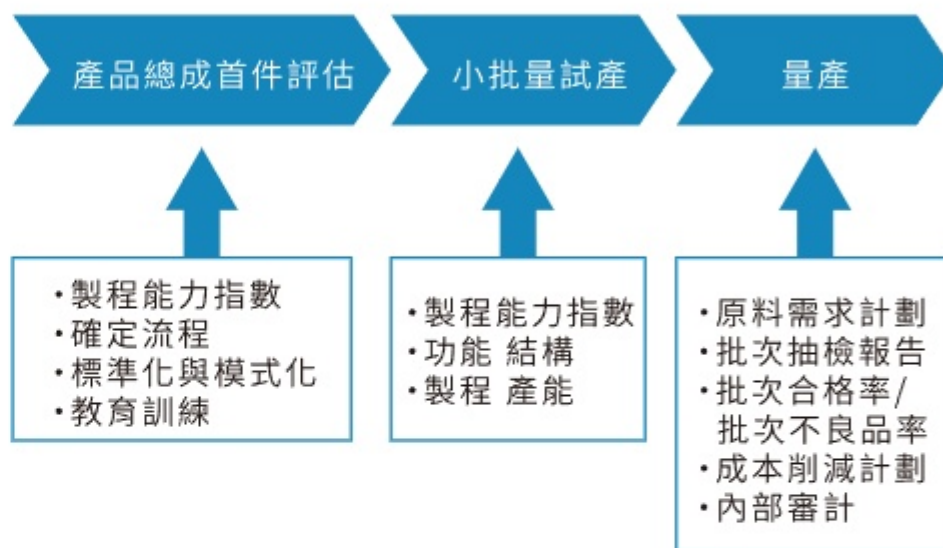 產品總成首件評估
小批量試產
量產
・製程能力指數
・確定流程
・標準化與模式化
・教育訓練
・製程能力指數
・功能 結構
・製程 產能
・原料需求計劃
・批次抽檢報告
・批次合格率/
批次不良品率
・成本削減計劃
・內部審計